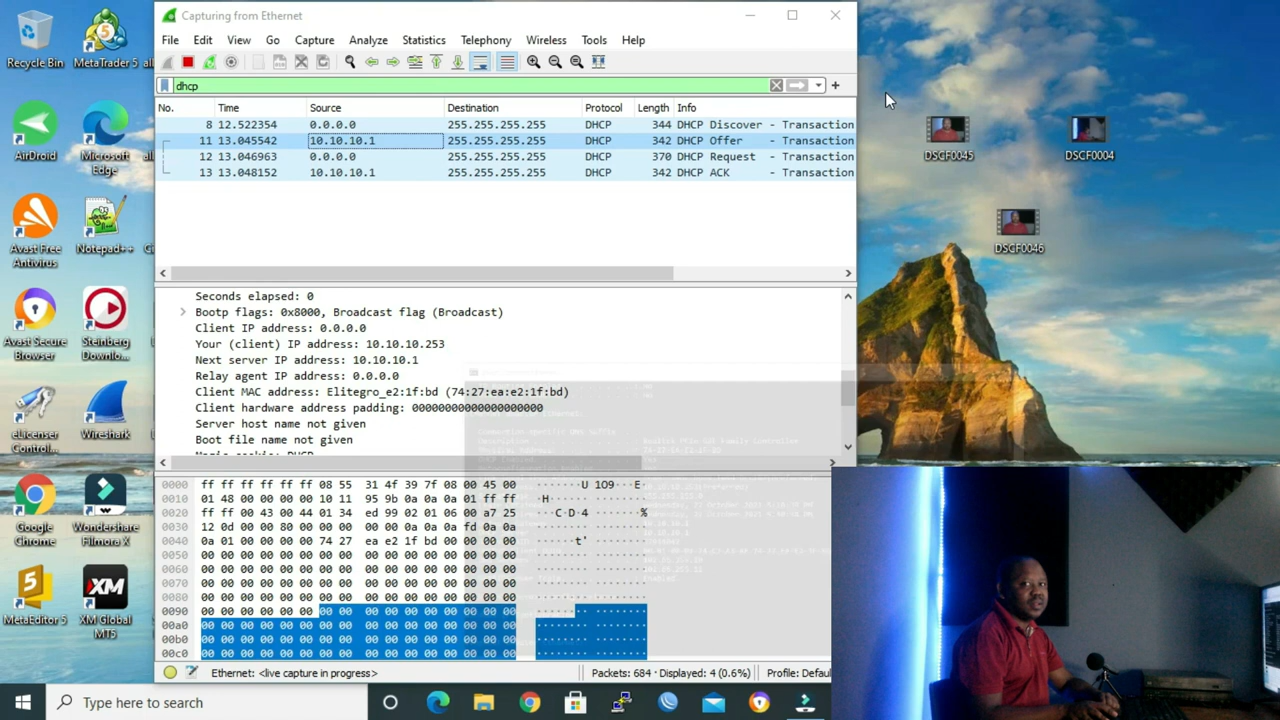 Capturing from Ethernet
File Edit View Go Capture Analyze Statistics Telephony Wireless Tools Help
dhcp
No. Time Source Destination Protocol Length Info
8 12.522354 0.0.0.0 255.255.255.255 DHCP 344 DHCP Discover - Transaction
11 13.045542 10.10.10.1 255.255.255.255 DHCP 342 DHCP Offer - Transaction
12 13.046963 0.0.0.0 255.255.255.255 DHCP 370 DHCP Request - Transaction
13 13.048152 10.10.10.1 255.255.255.255 DHCP 342 DHCP ACK - Transaction
Seconds elapsed: 0
Bootp flags: 0x8000, Broadcast flag (Broadcast)
Client IP address: 0.0.0.0
Your (client) IP address: 10.10.10.253
Next server IP address: 10.10.10.1
Relay agent IP address: 0.0.0.0
Client MAC address: Elitegro_e2:1f:bd (74:27:ea:e2:1f:bd)
Client hardware address padding: 00000000000000000000
Server host name not given
Boot file name not given
0000 ff ff ff ff ff ff 08 55 31 4f 39 7f 08 00 45 00
0010 01 48 00 00 00 00 10 11 95 9b 0a 0a 0a 01 ff ff
0020 ff ff 00 43 00 44 01 34 ed 99 02 01 06 00 a7 25
0030 12 0d 00 00 80 00 00 00 00 00 0a 0a 0a fd 0a 0a
0040 0a 01 00 00 00 00 74 27 ea e2 1f bd 00 00 00 00
0050 00 00 00 00 00 00 00 00 00 00 00 00 00 00 00 00
0060 00 00 00 00 00 00 00 00 00 00 00 00 00 00 00 00
0070 00 00 00 00 00 00 00 00 00 00 00 00 00 00 00 00
0080 00 00 00 00 00 00 00 00 00 00 00 00 00 00 00 00
0090 00 00 00 00 00 00 00 00 00 00 00 00 00 00 00 00
00a0 00 00 00 00 00 00 00 00 00 00 00 00 00 00 00 00
00b0 00 00 00 00 00 00 00 00 00 00 00 00 00 00 00 00
00c0 00 00 00 00 00 00 00 00 00 00 00 00 00 00 00 00
Ethernet: <live capture in progress>
Packets: 684 · Displayed: 4 (0.6%)
Profile: Defau
Recycle Bin
MetaTrader 5
AirDroid
Microsoft Edge
Avast Free Antivirus
Notepad++
Avast Secure Browser
Steinberg Downlo...
eLicenser Control...
Wireshark
Google Chrome
Wondershare Filmora X
MetaEditor 5
XM
XM Global MT5
DSCF0045
DSCF0004
DSCF0046
Type here to search